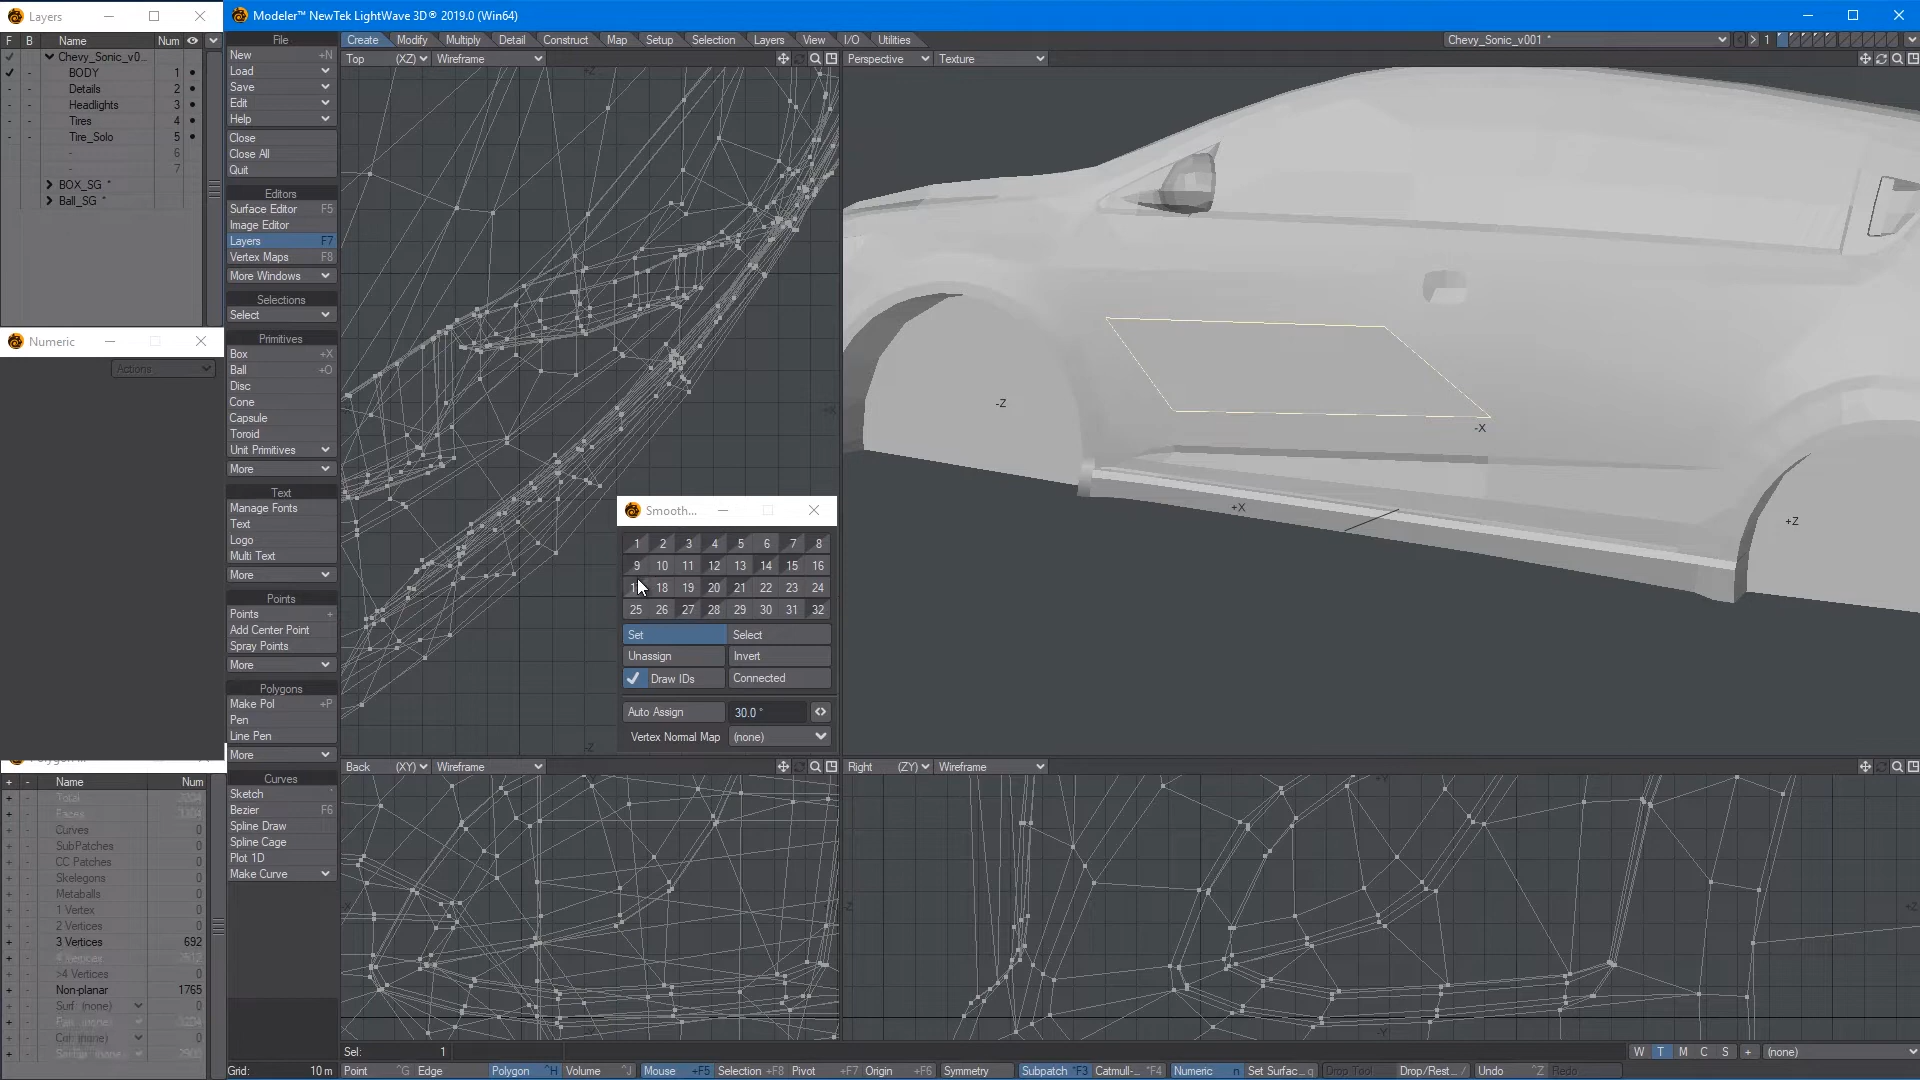 Layers
Modeler™ NewTek LightWave 3D® 2019.0 (Win64)
F B Name Num
Chevy_Sonic_v0...
BODY 1
Details 2
Headlights 3
Tires 4
Tire_Solo 5
- 6
- 7
BOX_SG *
Ball_SG *
Numeric
Actions
+ - Name Num
Curves 0
SubPatches 0
CC Patches 0
Skelegons 0
Metaballs 0
1 Vertex 0
2 Vertices 0
3 Vertices 692
>4 Vertices 0
Non-planar 1765
Surf: (none) 0
File
New +N
Load
Save
Edit
Help
Close
Close All
Quit
Editors
Surface Editor F5
Image Editor
Layers F7
Vertex Maps F8
More Windows
Selections
Select
Primitives
Box +X
Ball +O
Disc
Cone
Capsule
Toroid
Unit Primitives
More
Text
Manage Fonts
Text
Logo
Multi Text
More
Points
Points +
Add Center Point
Spray Points
More
Polygons
Make Pol +P
Pen
Line Pen
More
Curves
Sketch `
Bezier F6
Spline Draw
Spline Cage
Plot 1D
Make Curve
Create Modify Multiply Detail Construct Map Setup Selection Layers View I/O Utilities
Chevy_Sonic_v001 * 1
Top (XZ) Wireframe
Perspective Texture
-Z
-X
+X
+Z
Smooth...
1 2 3 4 5 6 7 8
9 10 11 12 13 14 15 16
18 19 20 21 22 23 24
25 26 27 28 29 30 31 32
Set Select
Unassign Invert
Draw IDs Connected
Auto Assign 30.0 °
Vertex Normal Map (none)
Back (XY) Wireframe
Right (ZY) Wireframe
Sel: 1
W T M C S + (none)
Grid: 10 m
Point ^G Edge Polygon ^H Volume ^J Mouse +F5 Selection +F8 Pivot +F7 Origin +F6 Symmetry Subpatch ^F3 Catmull-.. ^F4 Numeric n Set Surfac.. q Drop Tool Drop/Rest.. / Undo ^Z Redo